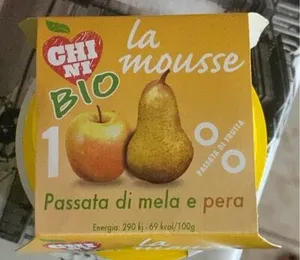 CHI
NI
BIO
la
mousse
1
PASSATA DI FRUTTA
Passata di mela e pera
Energia: 290 kj - 69 kcal/100g